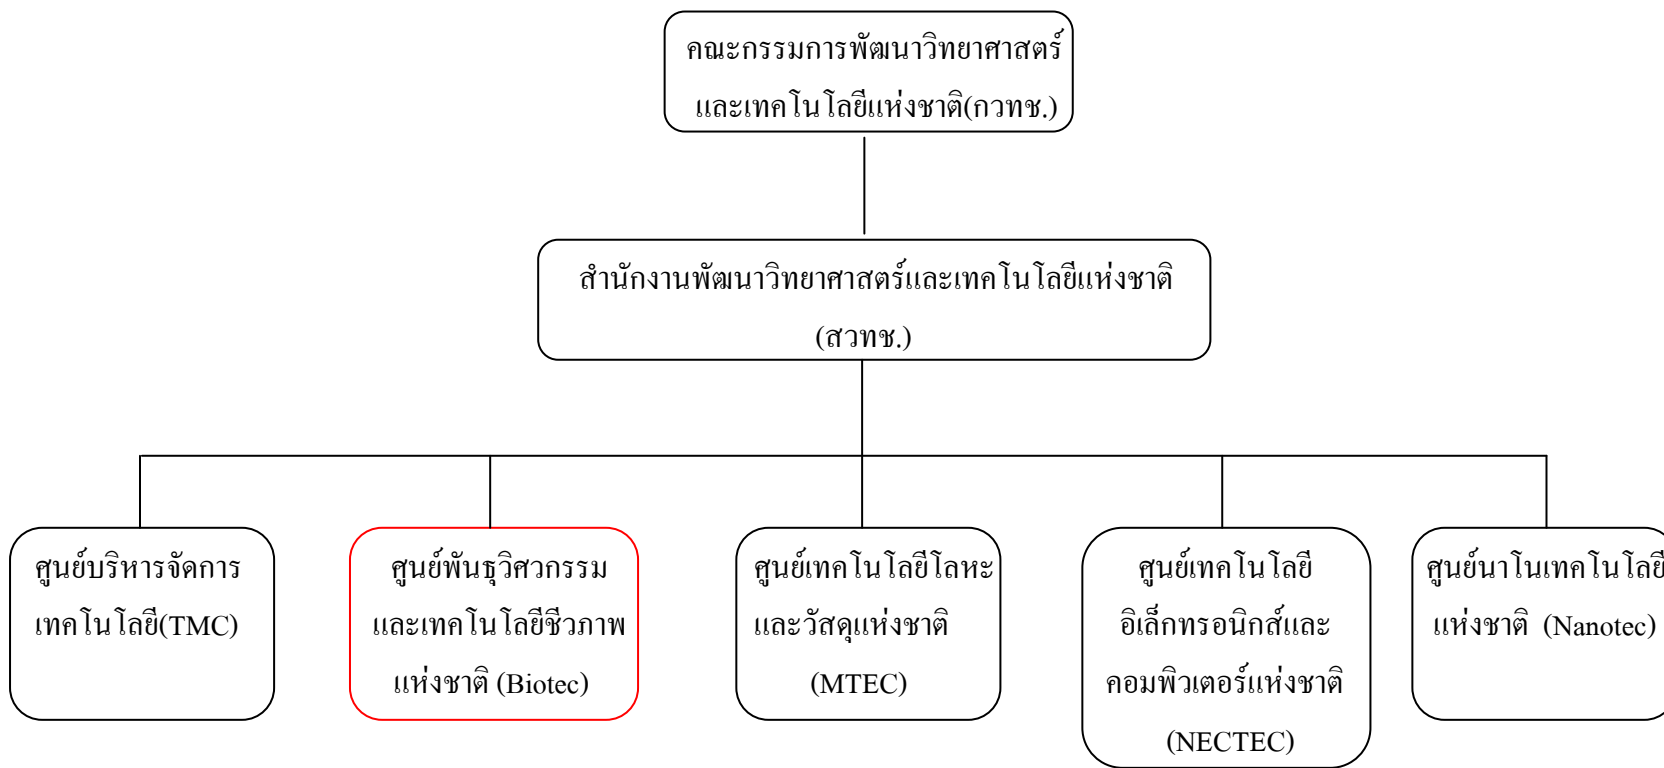 คณะกรรมการพัฒนาวิทยาศาสตร์
และเทคโนโลยีแห่งชาติ(กวทช.)
สำนักงานพัฒนาวิทยาศาสตร์และเทคโนโลยีแห่งชาติ
(สวทช.)
ศูนย์บริหารจัดการ
เทคโนโลยี(TMC)
ศูนย์พันธุวิศวกรรม
และเทคโนโลยีชีวภาพ
แห่งชาติ (Biotec)
ศูนย์เทคโนโลยีโลหะ
และวัสดุแห่งชาติ
(MTEC)
ศูนย์เทคโนโลยี
อิเล็กทรอนิกส์และ
คอมพิวเตอร์แห่งชาติ
(NECTEC)
ศูนย์นาโนเทคโนโลยี
แห่งชาติ (Nanotec)